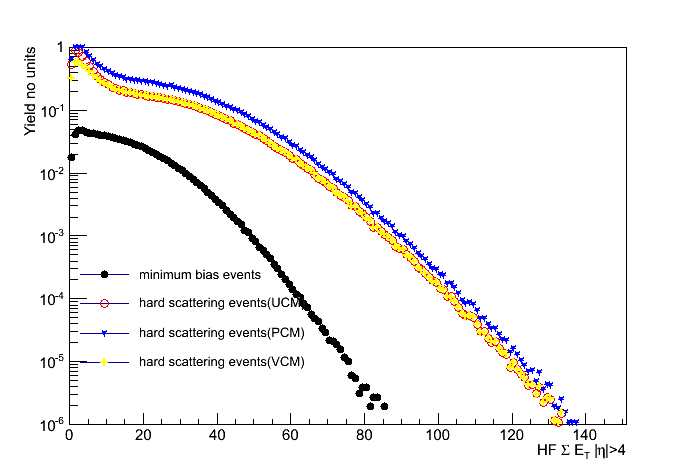 Yield no units
1
10^-1
10^-2
10^-3
10^-4
10^-5
10^-6
minimum bias events
hard scattering events(UCM)
hard scattering events(PCM)
hard scattering events(VCM)
0 20 40 60 80 100 120 140
HF Σ E_T |η|>4